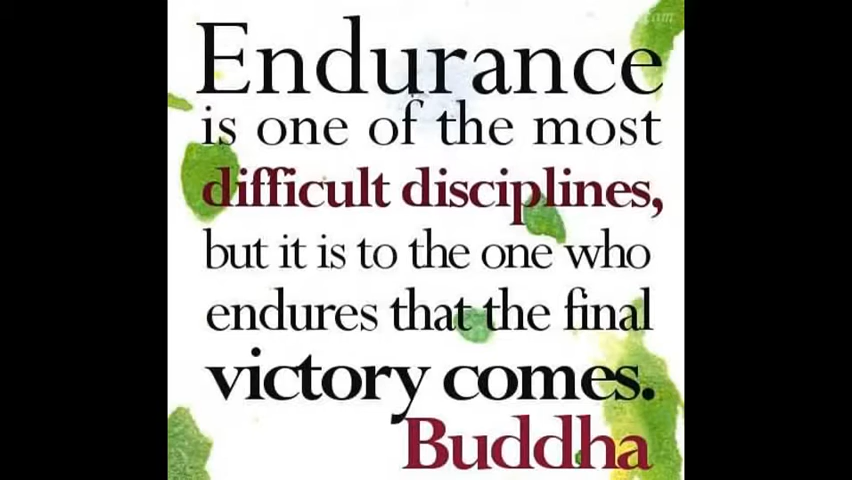 Endurance
is one of the most
difficult disciplines,
but it is to the one who
endures that the final
victory comes.
Buddha